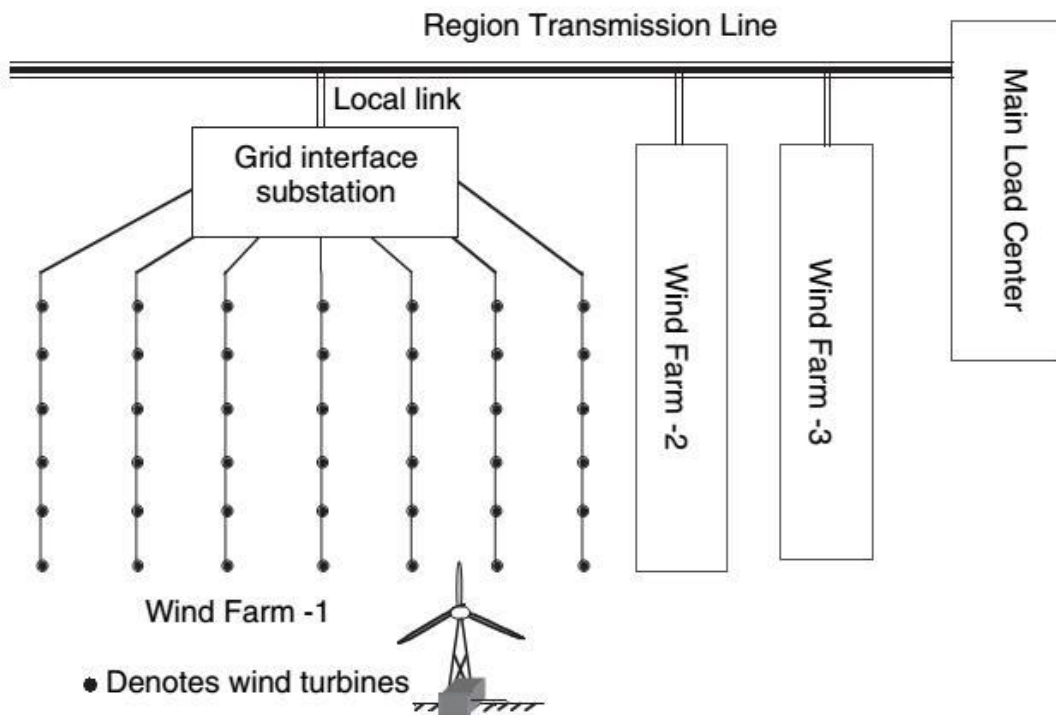 Region Transmission Line
Local link
Grid interface
substation
Main Load Center
Wind Farm -2
Wind Farm -3
Wind Farm -1
Denotes wind turbines